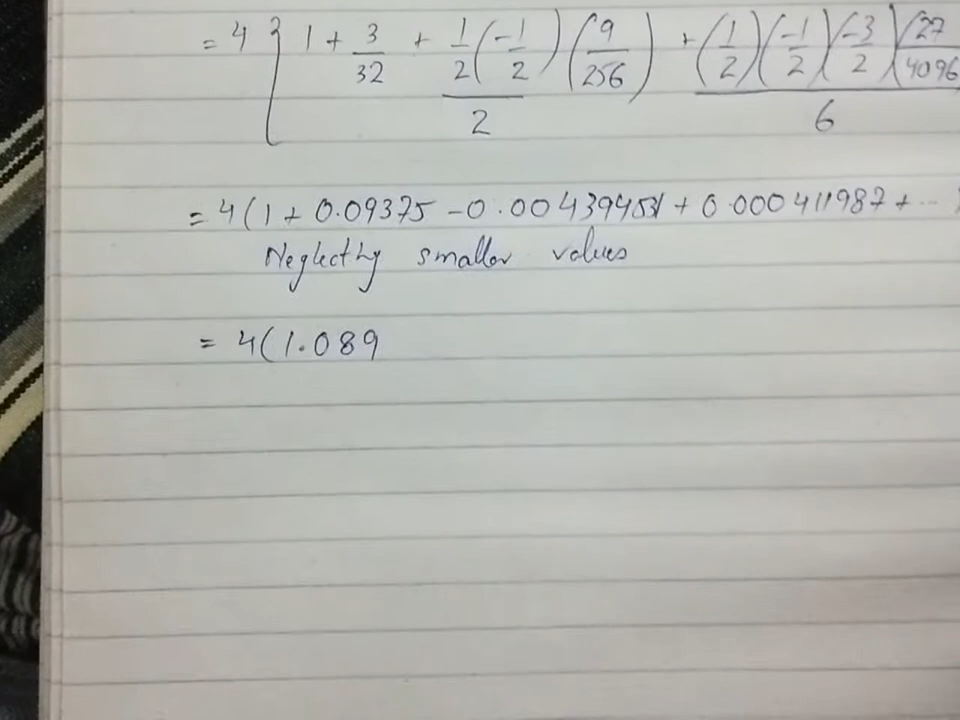 = 4 { 1 + 3/32 + (1/2(-1/2)(9/256))/2 + ((1/2)(-1/2)(-3/2)(27/4096)/6
= 4(1 + 0.09375 - 0.004394531 + 0.000411987 + ...
Neglecthy smaller values
= 4(1.089